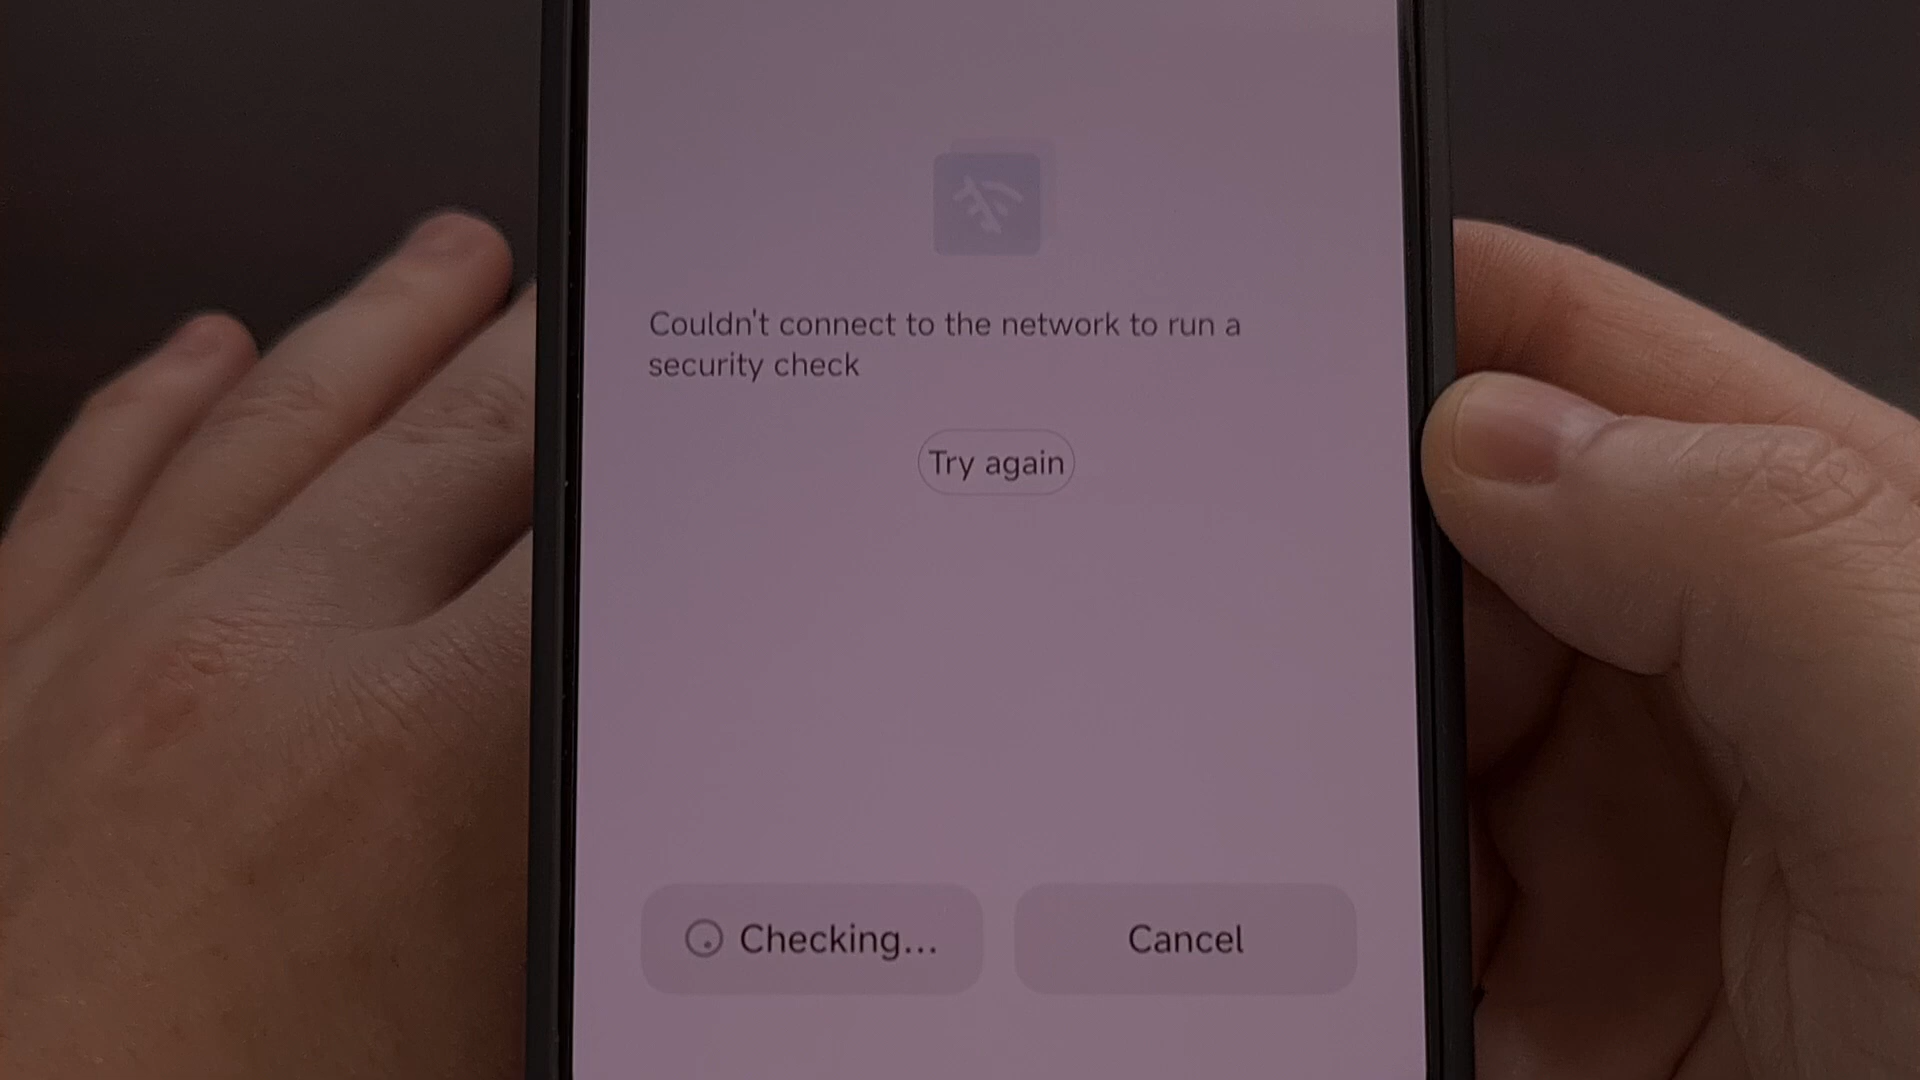 Couldn't connect to the network to run a
security check
Try again
Checking...
Cancel